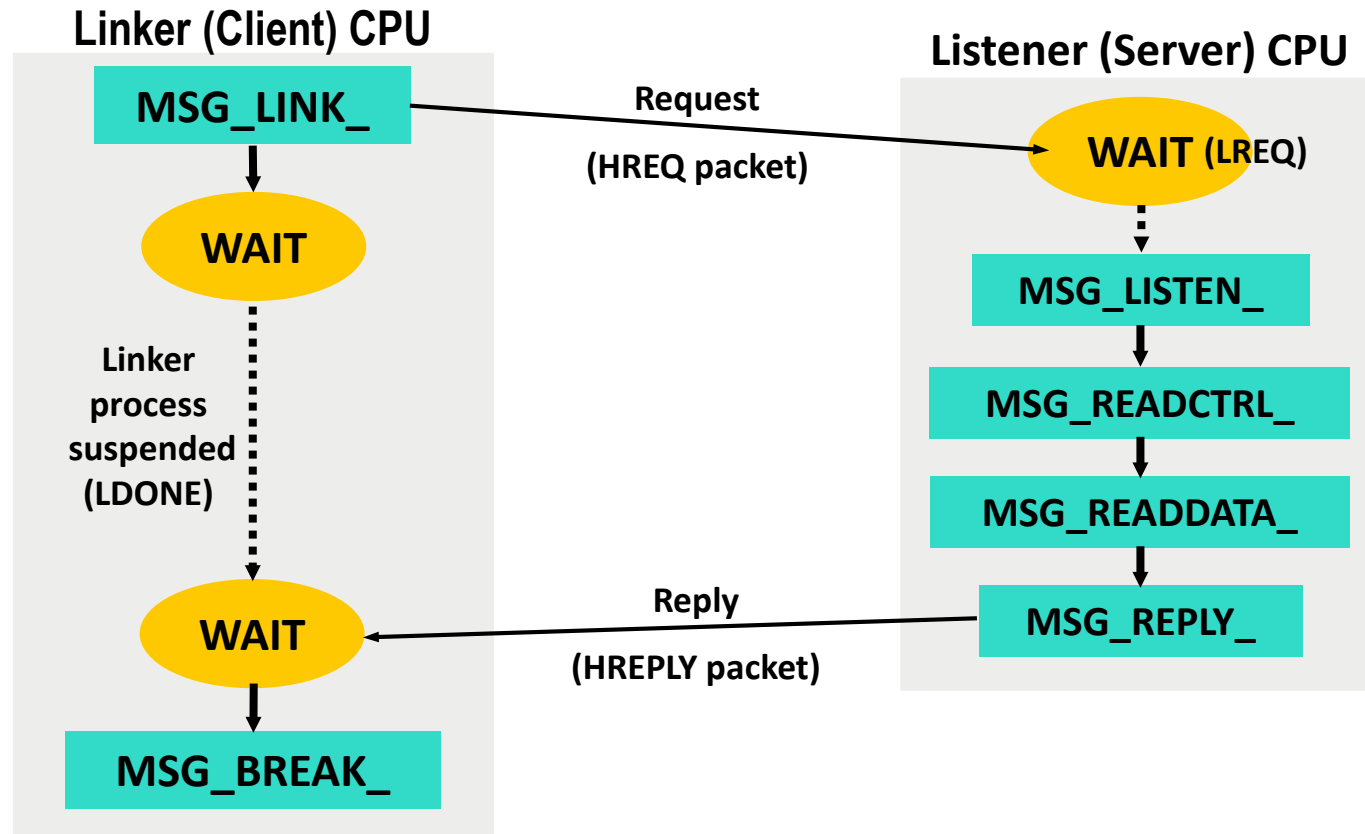 Linker (Client) CPU
MSG_LINK_
WAIT
Linker
process
suspended
(LDONE)
WAIT
MSG_BREAK_
Request
(HREQ packet)
Reply
(HREPLY packet)
Listener (Server) CPU
WAIT (LREQ)
MSG_LISTEN_
MSG_READCTRL_
MSG_READDATA_
MSG_REPLY_